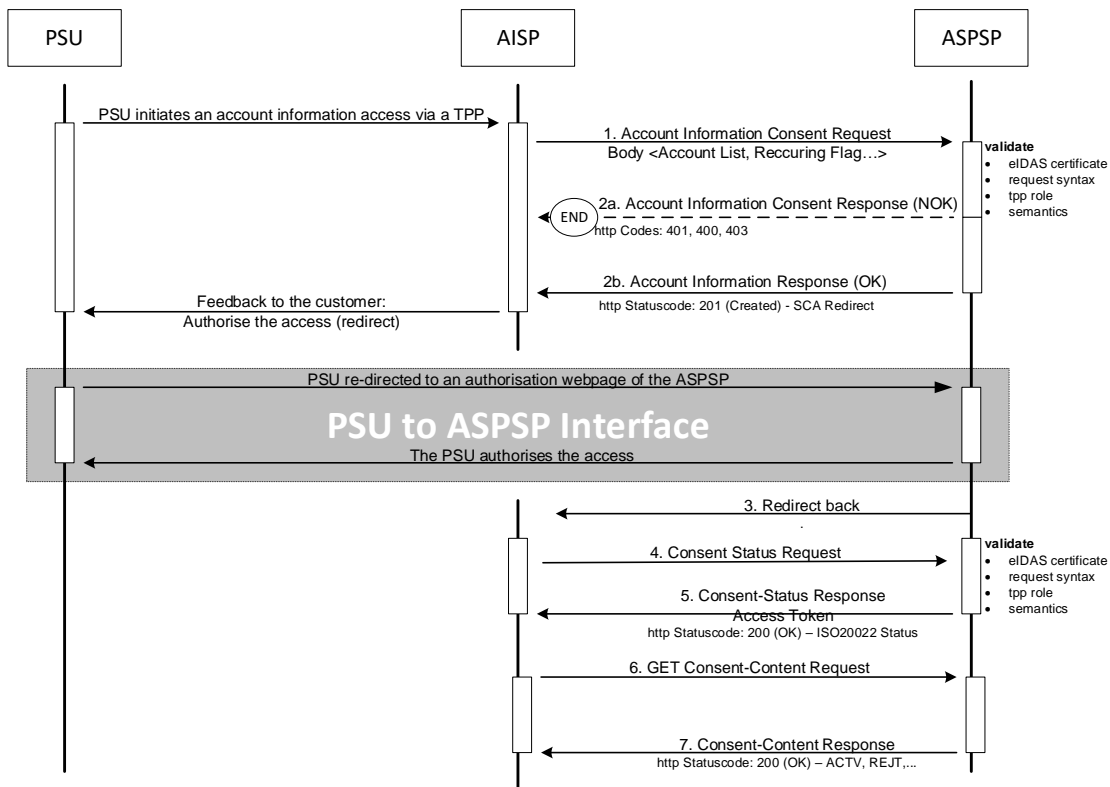 PSU
AISP
ASPSP
PSU initiates an account information access via a TPP
1. Account Information Consent Request
Body <Account List, Reccuring Flag…>
validate
• eIDAS certificate
• request syntax
• tpp role
• semantics
2a. Account Information Consent Response (NOK)
END
http Codes: 401, 400, 403
2b. Account Information Response (OK)
http Statuscode: 201 (Created) - SCA Redirect
Feedback to the customer:
Authorise the access (redirect)
PSU re-directed to an authorisation webpage of the ASPSP
PSU to ASPSP Interface
The PSU authorises the access
3. Redirect back
.
4. Consent Status Request
validate
• eIDAS certificate
• request syntax
• tpp role
• semantics
5. Consent-Status Response
Access Token
http Statuscode: 200 (OK) – ISO20022 Status
6. GET Consent-Content Request
7. Consent-Content Response
http Statuscode: 200 (OK) – ACTV, REJT,...